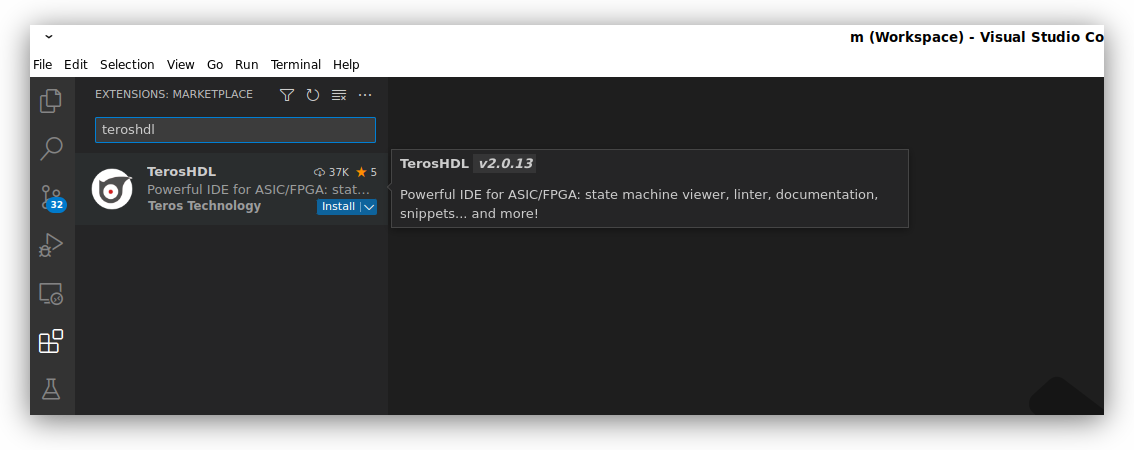 m (Workspace) - Visual Studio Co
File Edit Selection View Go Run Terminal Help
EXTENSIONS: MARKETPLACE
teroshdl
TerosHDL 37K 5
Powerful IDE for ASIC/FPGA: stat...
Teros Technology Install
TerosHDL v2.0.13
Powerful IDE for ASIC/FPGA: state machine viewer, linter, documentation,
snippets... and more!
32